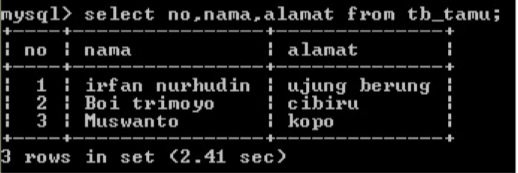 mysql> select no,nama,alamat from tb_tamu;
+----+----------------+--------------+
| no | nama | alamat |
+----+----------------+--------------+
| 1 | irfan nurhudin | ujung berung |
| 2 | Boi trimoyo | cibiru |
| 3 | Muswanto | kopo |
+----+----------------+--------------+
3 rows in set (2.41 sec)